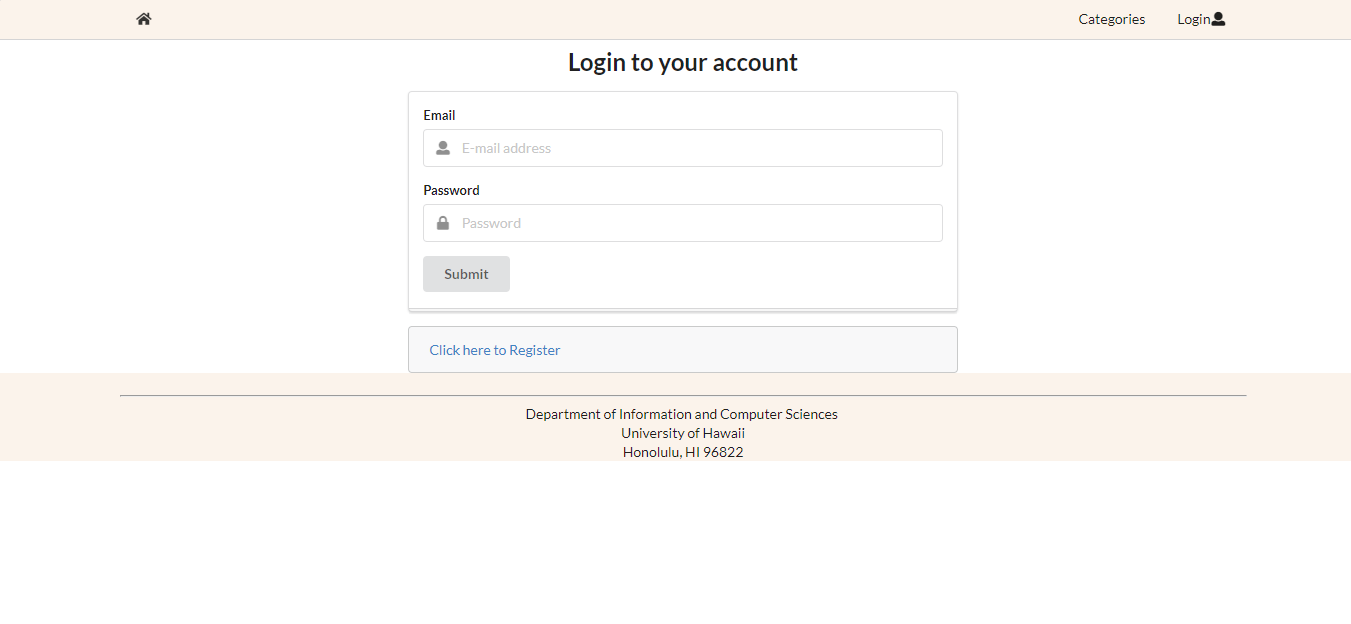 Categories Login
Login to your account
Email
E-mail address
Password
Password
Submit
Click here to Register
Department of Information and Computer Sciences
University of Hawaii
Honolulu, HI 96822